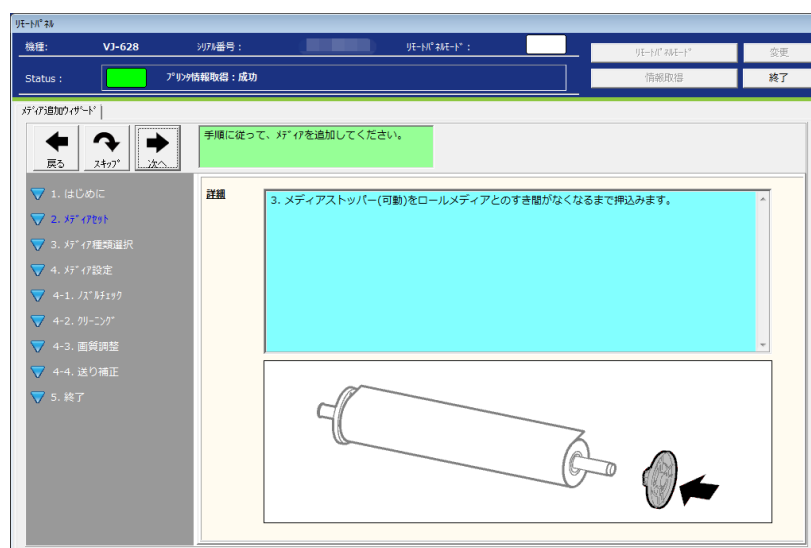 ﾘﾓｰﾄﾊﾟﾈﾙ
機種:
VJ-628
ｼﾘｱﾙ番号：
ﾘﾓｰﾄﾊﾟﾈﾙﾓｰﾄﾞ：
ﾘﾓｰﾄﾊﾟﾈﾙﾓｰﾄﾞ
変更
Status：
ﾌﾟﾘﾝﾀ情報取得：成功
情報取得
終了
ﾒﾃﾞｨｱ追加ｳｨｻﾞｰﾄﾞ
戻る
ｽｷｯﾌﾟ
次へ
手順に従って、ﾒﾃﾞｨｱを追加してください。
1. はじめに
2. ﾒﾃﾞｨｱｾｯﾄ
3. ﾒﾃﾞｨｱ種類選択
4. ﾒﾃﾞｨｱ設定
4-1. ﾉｽﾞﾙﾁｪｯｸ
4-2. ｸﾘｰﾆﾝｸﾞ
4-3. 画質調整
4-4. 送り補正
5. 終了
詳細
3. メディアストッパー(可動)をロールメディアとのすき間がなくなるまで押込みます。